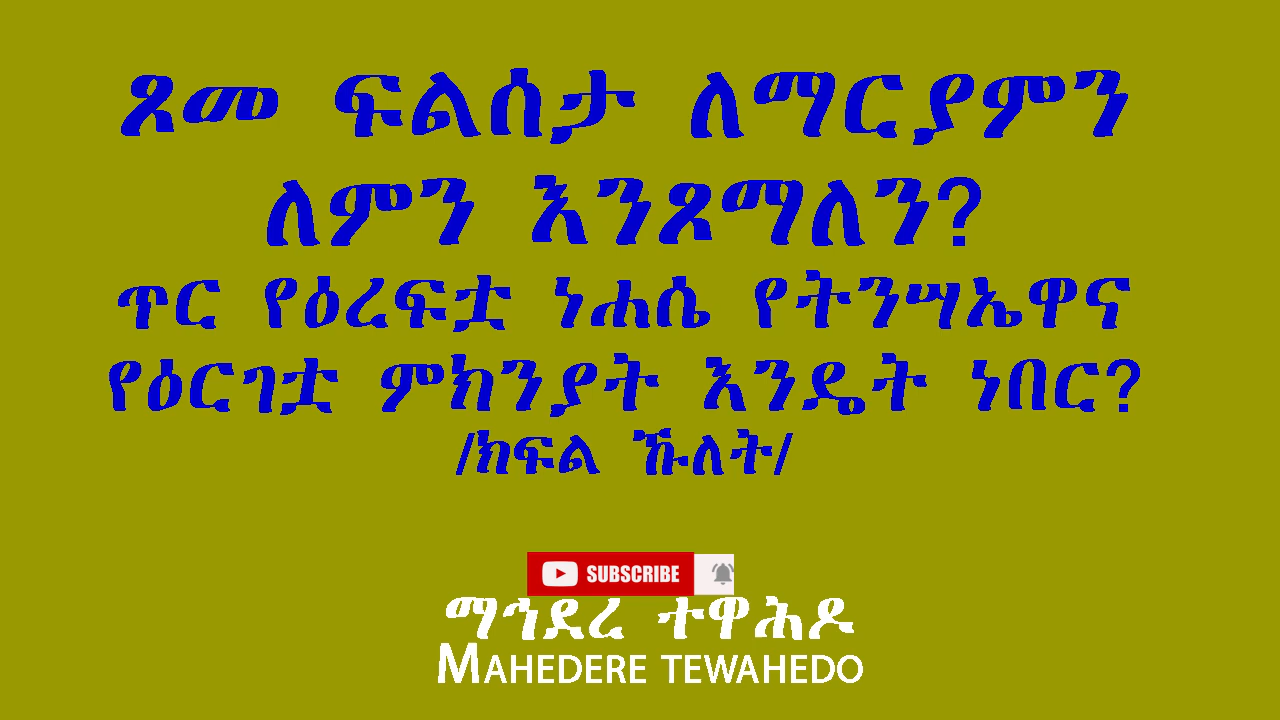 ጾመ ፍልሰታ ለማርያምን
ለምን እንጾማለን?
ጥር የዕረፍቷ ነሐሴ የትንሣኤዋና
የዕርገቷ ምክንያት እንዴት ነበር?
/ክፍል ኹለት/
SUBSCRIBE
ማኅደረ ተዋሕዶ
MAHEDERE TEWAHEDO